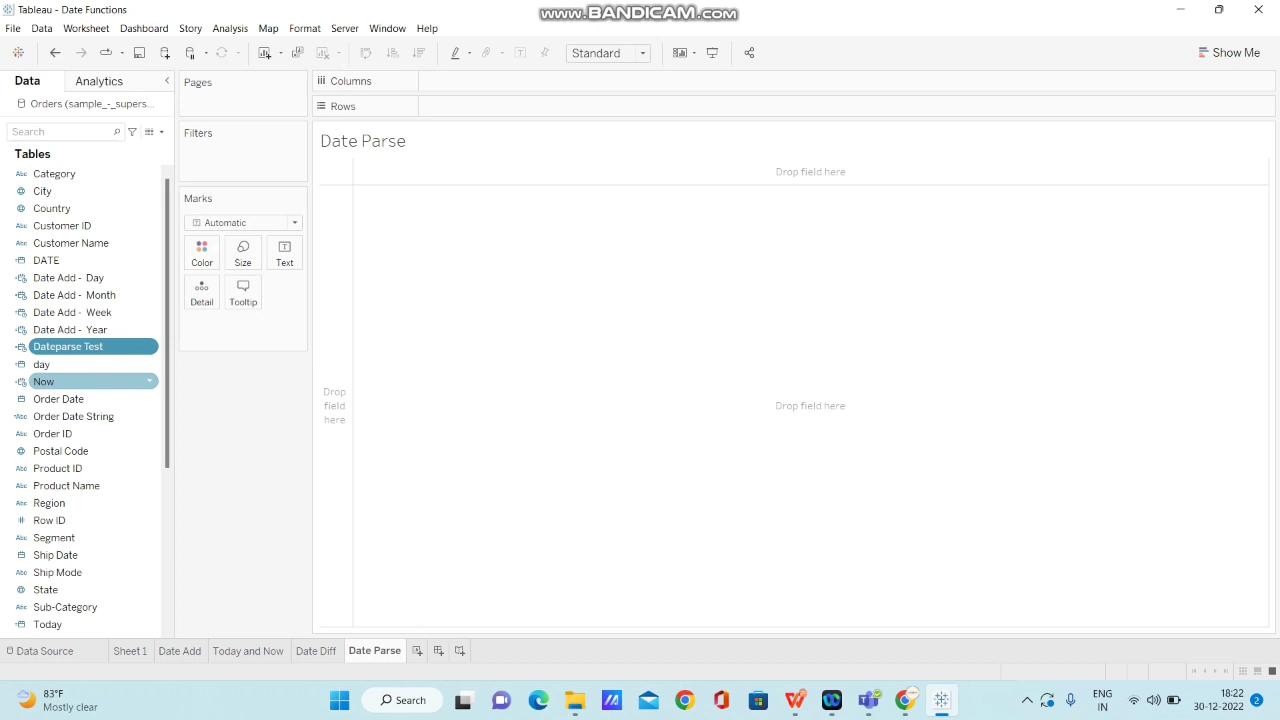 Tableau - Date Functions
www.BANDICAM.com
File Data Worksheet Dashboard Story Analysis Map Format Server Window Help
Standard
Show Me
Data Analytics
Orders (sample_-_supers...
Search
Tables
Category
City
Country
Customer ID
Customer Name
DATE
Date Add - Day
Date Add - Month
Date Add - Week
Date Add - Year
Dateparse Test
day
Now
Order Date
Order Date String
Order ID
Postal Code
Product ID
Product Name
Region
Row ID
Segment
Ship Date
Ship Mode
State
Sub-Category
Today
Pages
Filters
Marks
Automatic
Color Size Text
Detail Tooltip
Columns
Rows
Date Parse
Drop field here
Drop
field
here
Drop field here
Data Source Sheet 1 Date Add Today and Now Date Diff Date Parse
83°F
Mostly clear
Search
ENG
IN
18:22
30-12-2022
2